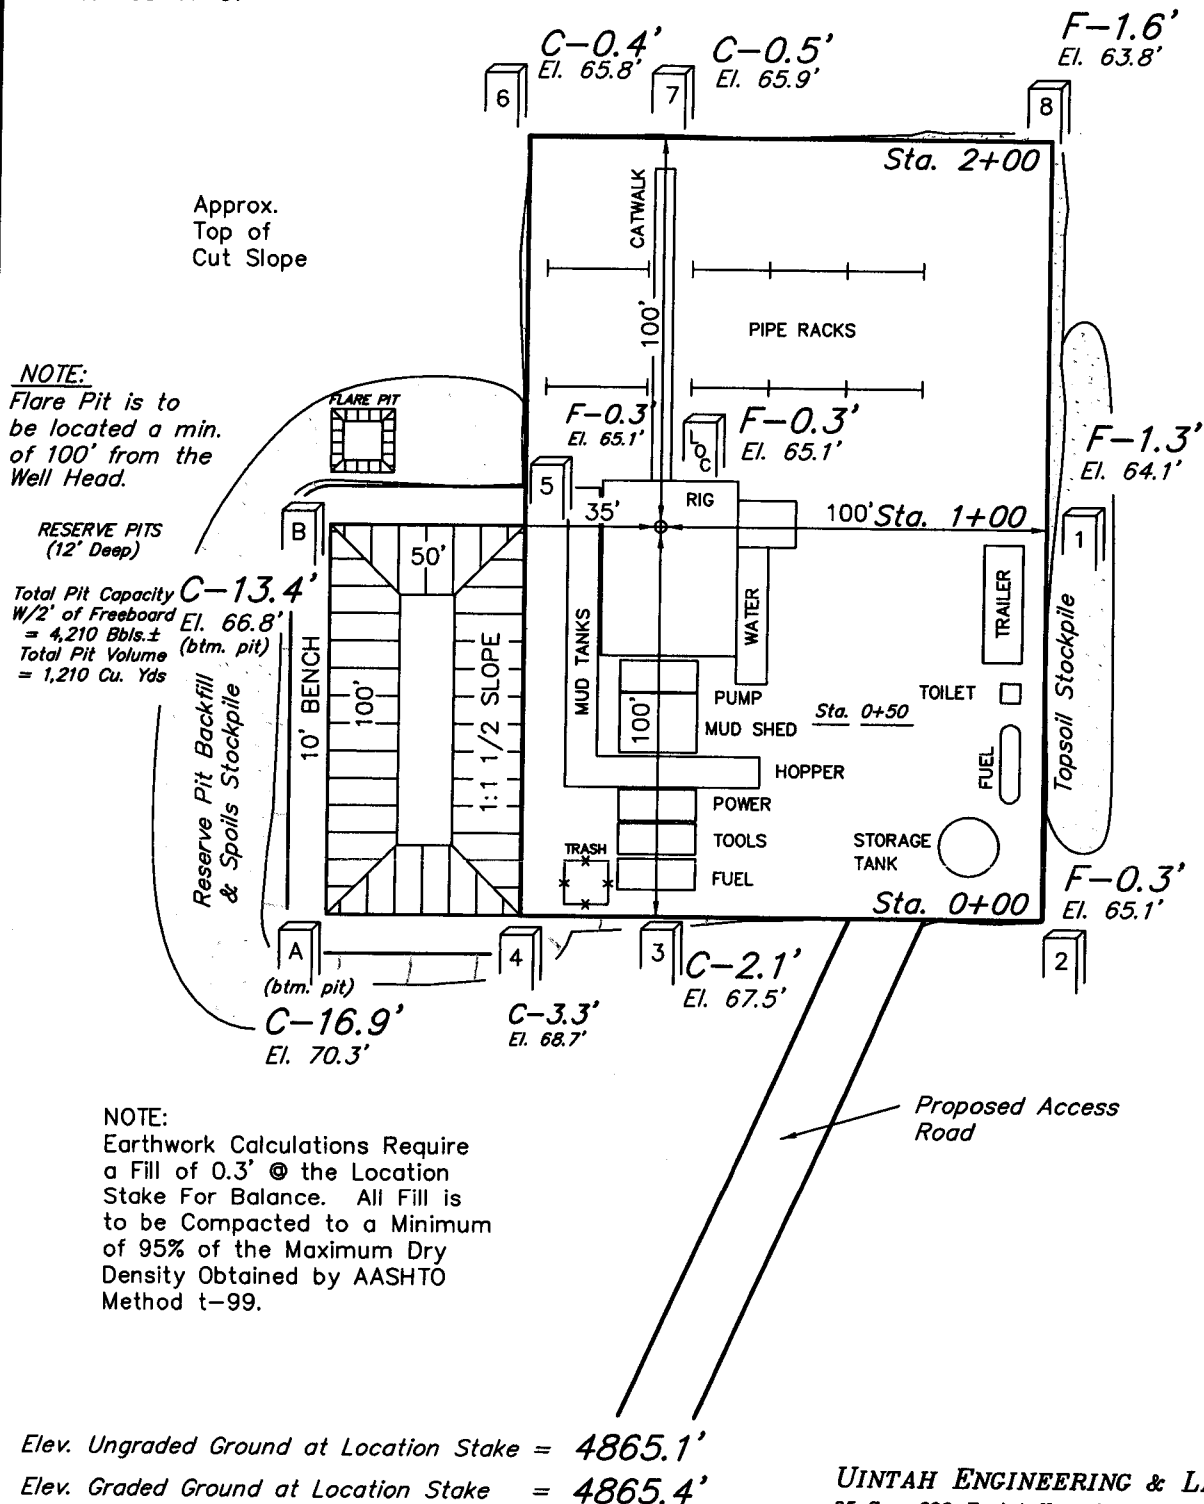 C-0.4'
El. 65.8'
C-0.5'
El. 65.9'
F-1.6'
El. 63.8'
6
7
8
Sta. 2+00
Approx.
Top of
Cut Slope
CATWALK
100'
PIPE RACKS
NOTE:
Flare Pit is to
be located a min.
of 100' from the
Well Head.
FLARE PIT
F-0.3'
El. 65.1'
LOC
F-0.3'
El. 65.1'
F-1.3'
El. 64.1'
5
35'
RIG
100'
Sta. 1+00
1
B
RESERVE PITS
(12' Deep)
50'
Total Pit Capacity
W/2' of Freeboard
= 4,210 Bbls.±
Total Pit Volume
= 1,210 Cu. Yds
C-13.4'
El. 66.8'
(btm. pit)
10' BENCH
100'
1:1 1/2 SLOPE
MUD TANKS
WATER
TRAILER
TOILET
PUMP
MUD SHED
100'
Sta. 0+50
HOPPER
FUEL
Topsoil Stockpile
Reserve Pit Backfill
& Spoils Stockpile
POWER
TOOLS
FUEL
TRASH
STORAGE
TANK
Sta. 0+00
F-0.3'
El. 65.1'
A
4
3
2
(btm. pit)
C-16.9'
El. 70.3'
C-3.3'
El. 68.7'
C-2.1'
El. 67.5'
Proposed Access
Road
NOTE:
Earthwork Calculations Require
a Fill of 0.3' @ the Location
Stake For Balance. All Fill is
to be Compacted to a Minimum
of 95% of the Maximum Dry
Density Obtained by AASHTO
Method t-99.
Elev. Ungraded Ground at Location Stake = 4865.1'
Elev. Graded Ground at Location Stake = 4865.4'
UINTAH ENGINEERING & L